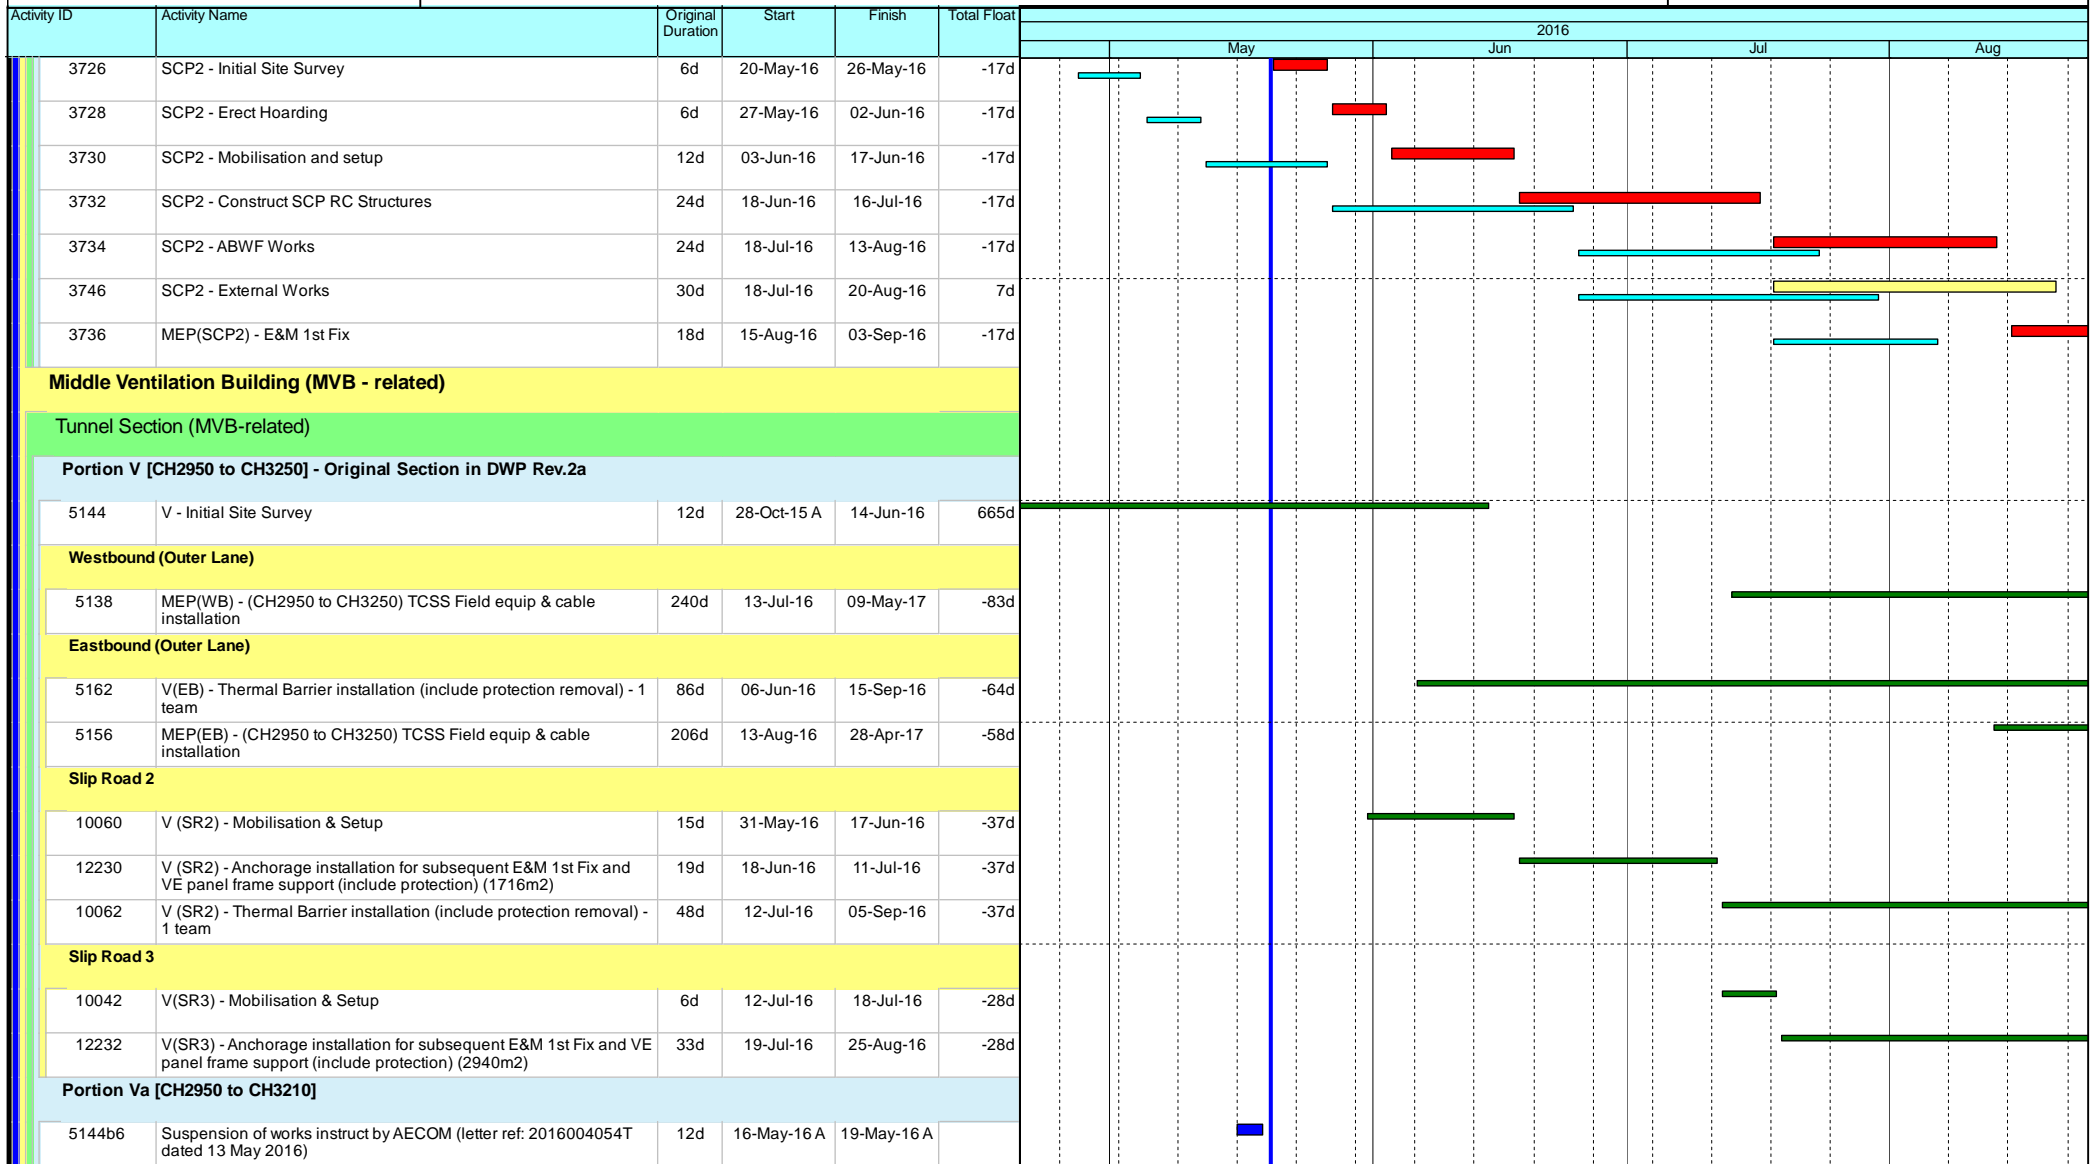 Activity ID Activity Name Original Duration Start Finish Total Float
2016
May Jun Jul Aug
3726 SCP2 - Initial Site Survey 6d 20-May-16 26-May-16 -17d
3728 SCP2 - Erect Hoarding 6d 27-May-16 02-Jun-16 -17d
3730 SCP2 - Mobilisation and setup 12d 03-Jun-16 17-Jun-16 -17d
3732 SCP2 - Construct SCP RC Structures 24d 18-Jun-16 16-Jul-16 -17d
3734 SCP2 - ABWF Works 24d 18-Jul-16 13-Aug-16 -17d
3746 SCP2 - External Works 30d 18-Jul-16 20-Aug-16 7d
3736 MEP(SCP2) - E&M 1st Fix 18d 15-Aug-16 03-Sep-16 -17d
Middle Ventilation Building (MVB - related)
Tunnel Section (MVB-related)
Portion V [CH2950 to CH3250] - Original Section in DWP Rev.2a
5144 V - Initial Site Survey 12d 28-Oct-15 A 14-Jun-16 665d
Westbound (Outer Lane)
5138 MEP(WB) - (CH2950 to CH3250) TCSS Field equip & cable 240d 13-Jul-16 09-May-17 -83d
installation
Eastbound (Outer Lane)
5162 V(EB) - Thermal Barrier installation (include protection removal) - 1 86d 06-Jun-16 15-Sep-16 -64d
team
5156 MEP(EB) - (CH2950 to CH3250) TCSS Field equip & cable 206d 13-Aug-16 28-Apr-17 -58d
installation
Slip Road 2
10060 V (SR2) - Mobilisation & Setup 15d 31-May-16 17-Jun-16 -37d
12230 V (SR2) - Anchorage installation for subsequent E&M 1st Fix and 19d 18-Jun-16 11-Jul-16 -37d
VE panel frame support (include protection) (1716m2)
10062 V (SR2) - Thermal Barrier installation (include protection removal) - 48d 12-Jul-16 05-Sep-16 -37d
1 team
Slip Road 3
10042 V(SR3) - Mobilisation & Setup 6d 12-Jul-16 18-Jul-16 -28d
12232 V(SR3) - Anchorage installation for subsequent E&M 1st Fix and VE 33d 19-Jul-16 25-Aug-16 -28d
panel frame support (include protection) (2940m2)
Portion Va [CH2950 to CH3210]
5144b6 Suspension of works instruct by AECOM (letter ref: 2016004054T 12d 16-May-16 A 19-May-16 A
dated 13 May 2016)